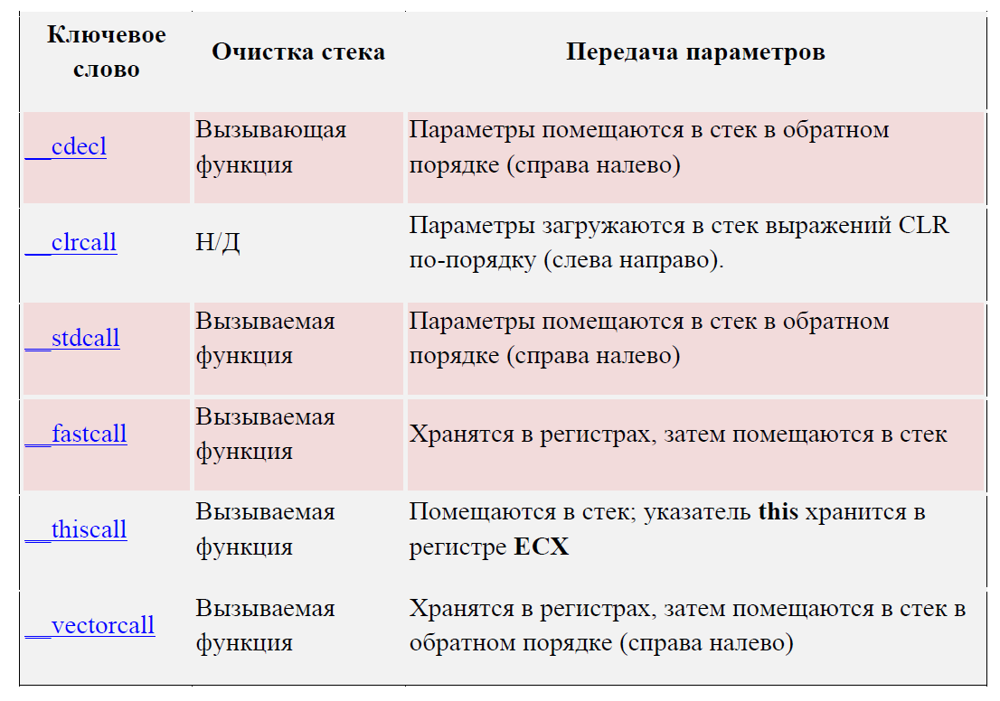 Ключевое
слово
Очистка стека
Передача параметров
__cdecl
Вызывающая
функция
Параметры помещаются в стек в обратном
порядке (справа налево)
__clrcall
Н/Д
Параметры загружаются в стек выражений CLR
по-порядку (слева направо).
__stdcall
Вызываемая
функция
Параметры помещаются в стек в обратном
порядке (справа налево)
__fastcall
Вызываемая
функция
Хранятся в регистрах, затем помещаются в стек
__thiscall
Вызываемая
функция
Помещаются в стек; указатель this хранится в
регистре ECX
__vectorcall
Вызываемая
функция
Хранятся в регистрах, затем помещаются в стек в
обратном порядке (справа налево)